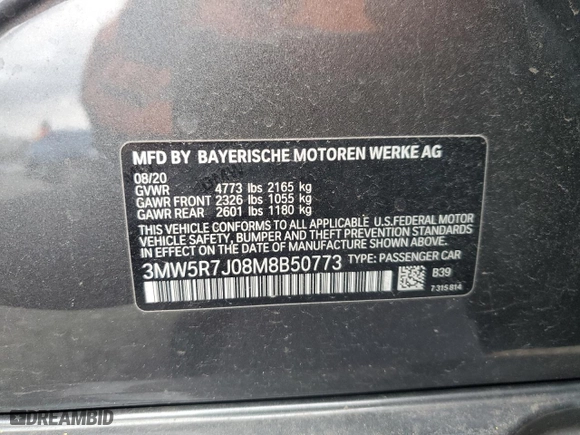 MFD BY BAYERISCHE MOTOREN WERKE AG
08/20
GVWR 4773 lbs 2165 kg
GAWR FRONT 2326 lbs 1055 kg
GAWR REAR 2601 lbs 1180 kg
THIS VEHICLE CONFORMS TO ALL APPLICABLE U.S.FEDERAL MOTOR
VEHICLE SAFETY, BUMPER, AND THEFT PREVENTION STANDARDS
IN EFFECT ON THE DATE OF MANUFACTURE SHOWN ABOVE.
3MW5R7J08M8B50773 TYPE: PASSENGER CAR
B39
7 315 814
DREAMBID